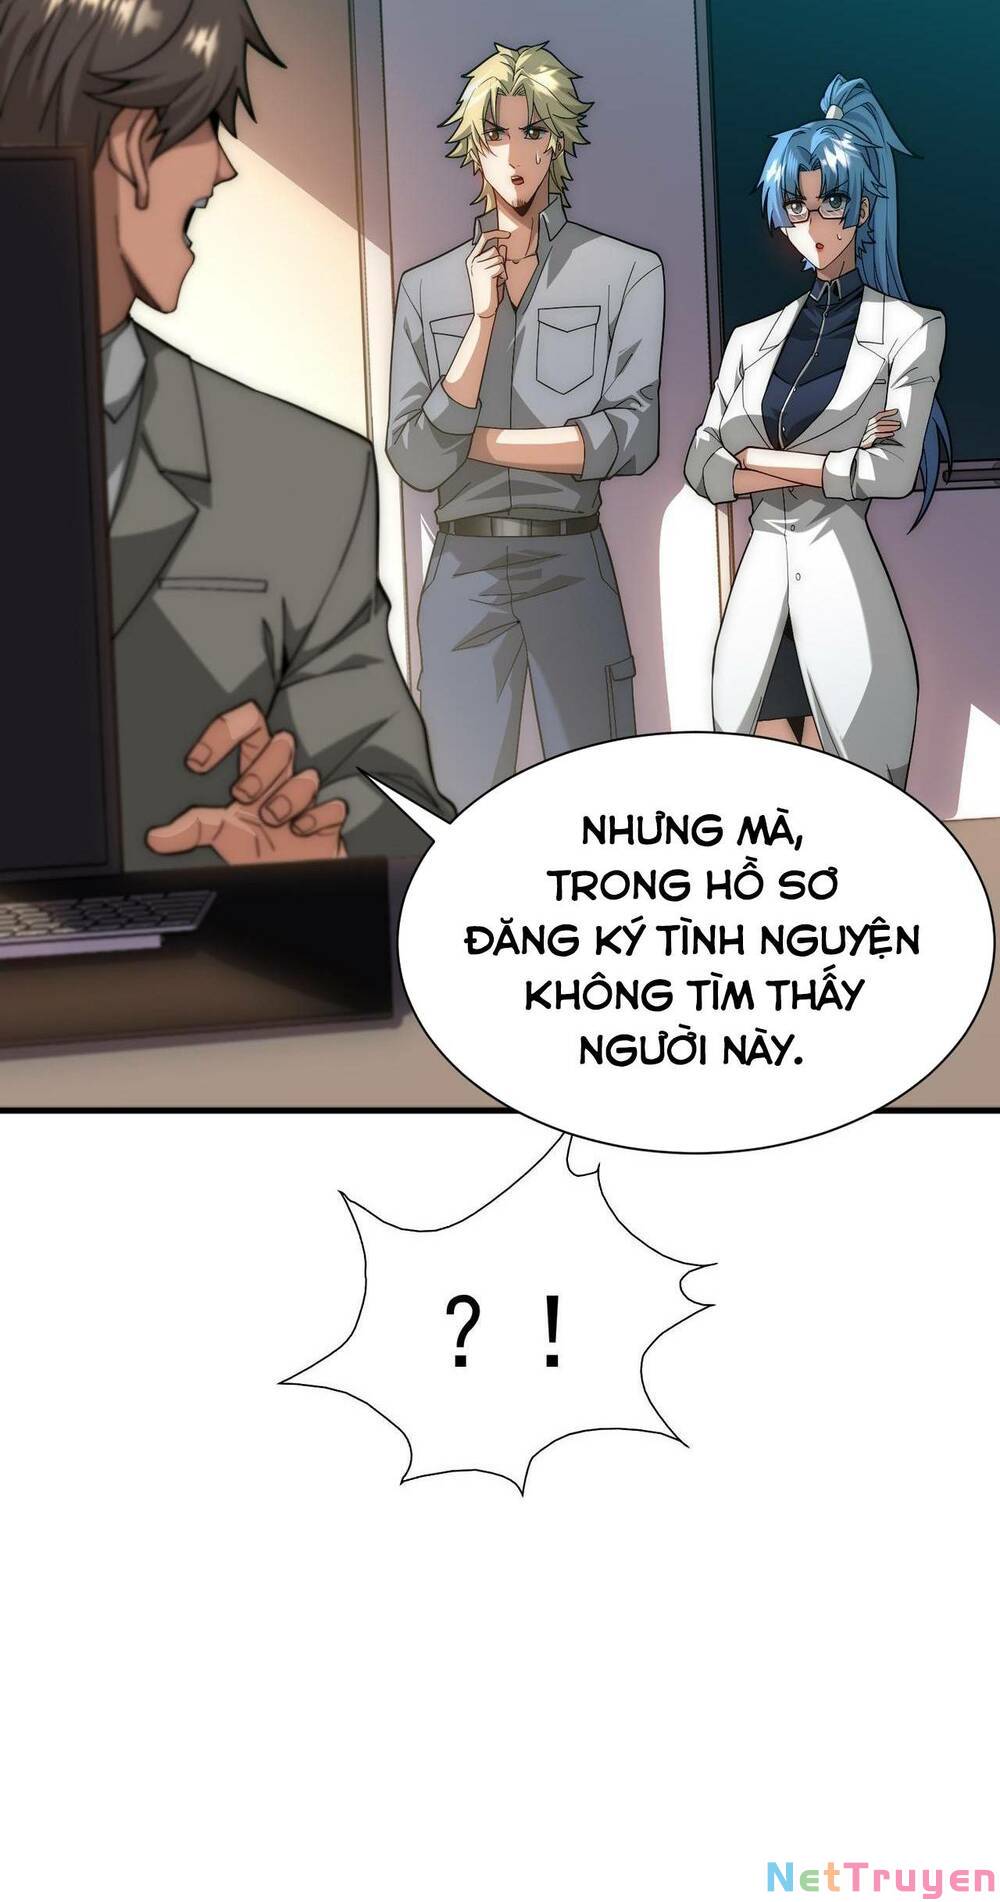 NHƯNG MÀ,
TRONG HỒ SƠ
ĐĂNG KÝ TÌNH NGUYỆN
KHÔNG TÌM THẤY
NGƯỜI NÀY.
? !
NetTruyen